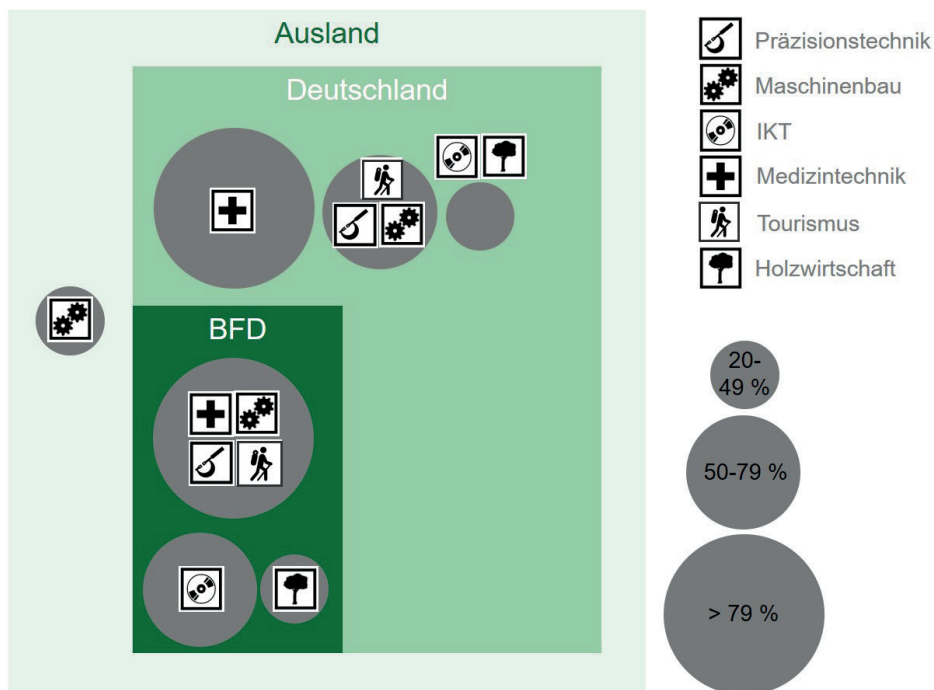 Ausland
Deutschland
BFD
Präzisionstechnik
Maschinenbau
IKT
Medizintechnik
Tourismus
Holzwirtschaft
20-
49 %
50-79 %
> 79 %